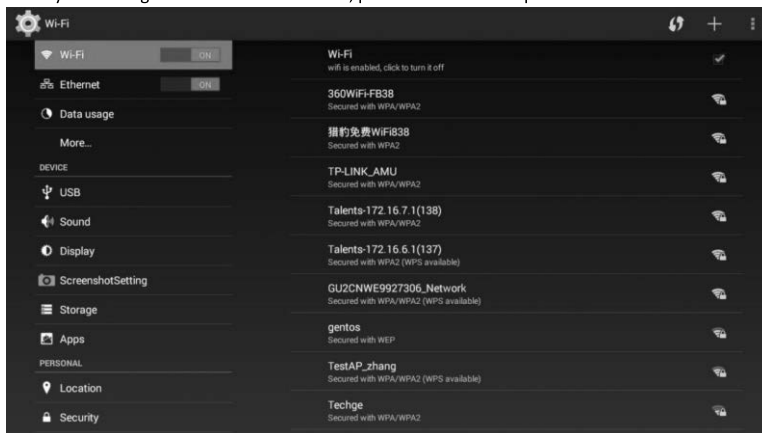 Wi-Fi
Wi-Fi
ON
Ethernet
ON
Data usage
More...
DEVICE
USB
Sound
Display
ScreenshotSetting
Storage
Apps
PERSONAL
Location
Security
Wi-Fi
wifi is enabled, click to turn it off
360WiFi-FB38
Secured with WPA/WPA2
猎豹免费WiFi838
Secured with WPA2
TP-LINK_AMU
Secured with WPA/WPA2
Talents-172.16.7.1(138)
Secured with WPA/WPA2
Talents-172.16.6.1(137)
Secured with WPA2 (WPS available)
GU2CNWE9927306_Network
Secured with WPA/WPA2 (WPS available)
gentos
Secured with WEP
TestAP_zhang
Secured with WPA/WPA2 (WPS available)
Techge
Secured with WPA/WPA2